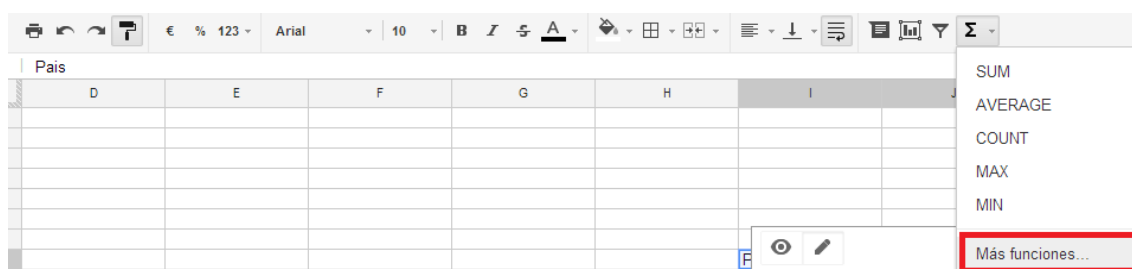 € % 123 Arial 10 B I S A Σ
Pais
D E F G H I J
SUM
AVERAGE
COUNT
MAX
MIN
P
Más funciones...